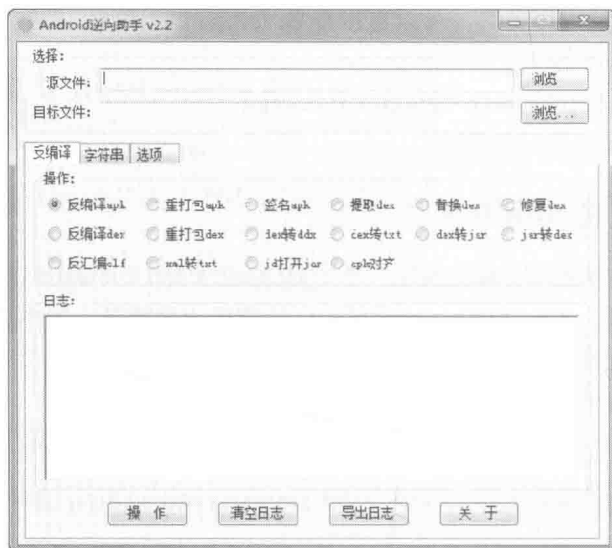 Android逆向助手 v2.2
选择:
源文件: 浏览
目标文件: 浏览...
反编译 字符串 选项
操作:
反编译apk 重打包apk 签名apk 提取dex 替换dex 修复dex
反编译dex 重打包dex dex转ddx dex转txt dex转jar jar转dex
反汇编elf xml转txt jd打开jar apk对齐
日志:
操 作 清空日志 导出日志 关 于